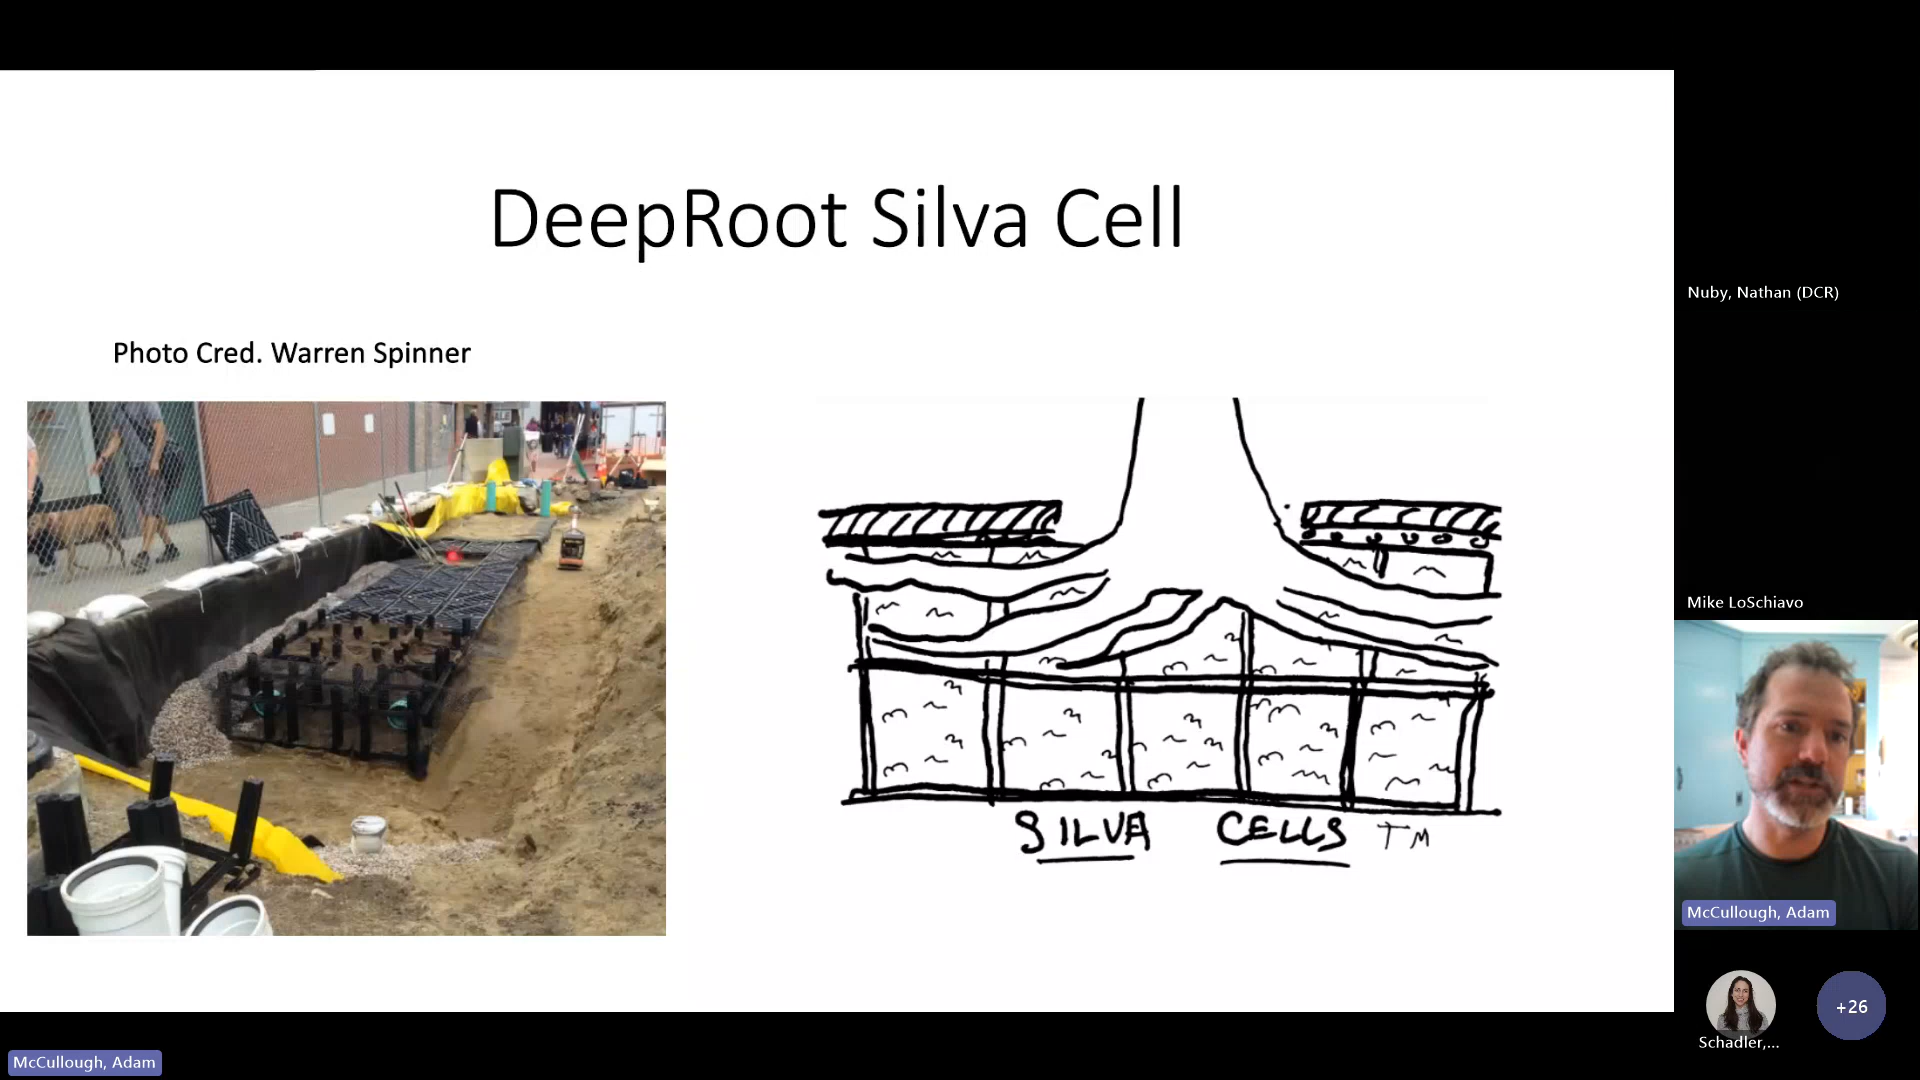 DeepRoot Silva Cell
Photo Cred. Warren Spinner
SILVA CELLS TM
Nuby, Nathan (DCR)
Mike LoSchiavo
McCullough, Adam
+26
Schadler,...
McCullough, Adam